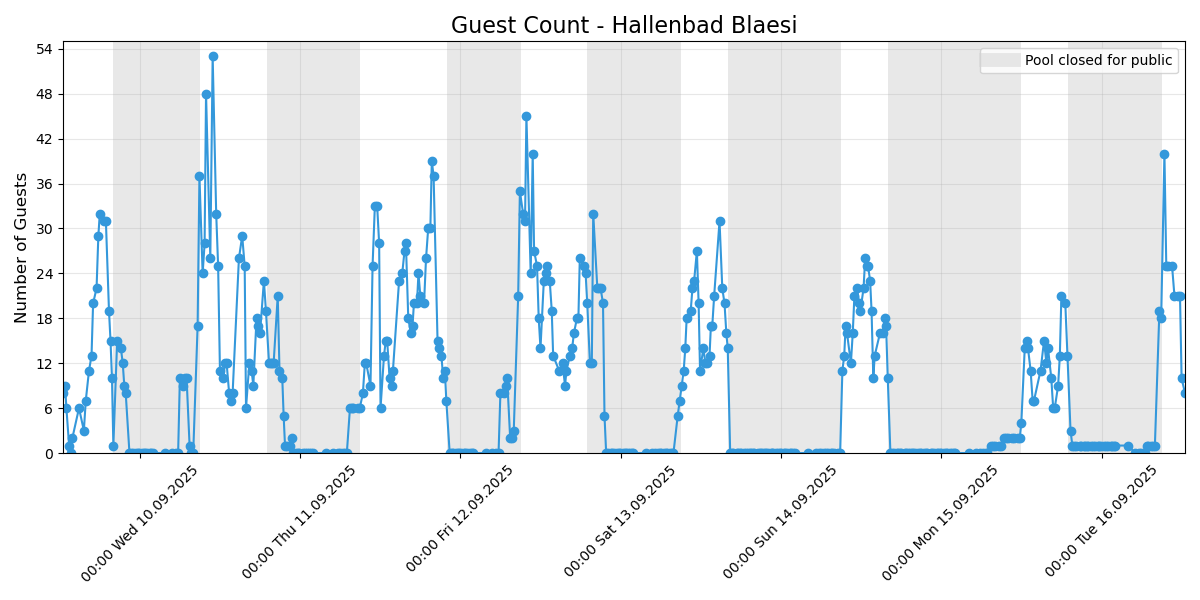 Guest Count - Hallenbad Blaesi
Pool closed for public
Number of Guests
54
48
42
36
30
24
18
12
6
0
00:00 Wed 10.09.2025
00:00 Thu 11.09.2025
00:00 Fri 12.09.2025
00:00 Sat 13.09.2025
00:00 Sun 14.09.2025
00:00 Mon 15.09.2025
00:00 Tue 16.09.2025